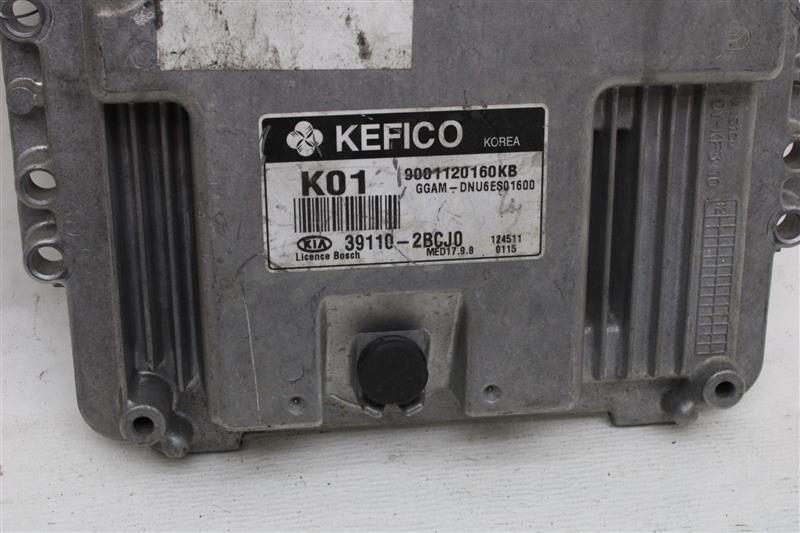 KEFICO KOREA
K01 9001120160KB
GGAM-DNU6ES01600
KIA 39110-2BCJ0 124511
Licence Bosch MED17.9.8 0115